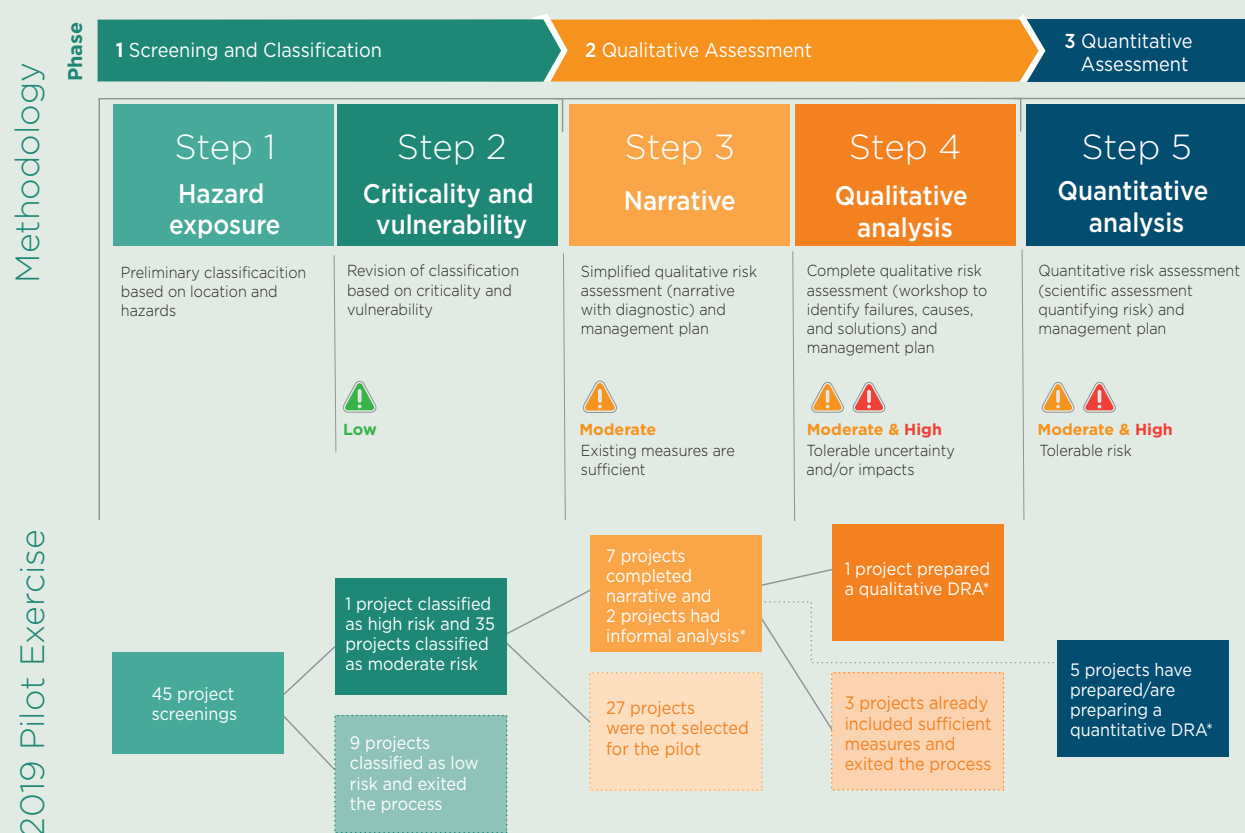 Methodology
Phase
1 Screening and Classification
2 Qualitative Assessment
3 Quantitative
Assessment
Step 1
Hazard
exposure
Preliminary classificacition
based on location and
hazards
Step 2
Criticality and
vulnerability
Revision of classification
based on criticality and
vulnerability
Low
Step 3
Narrative
Simplified qualitative risk
assessment (narrative
with diagnostic) and
management plan
Moderate
Existing measures are
sufficient
Step 4
Qualitative
analysis
Complete qualitative risk
assessment (workshop to
identify failures, causes,
and solutions) and
management plan
Moderate & High
Tolerable uncertainty
and/or impacts
Step 5
Quantitative
analysis
Quantitative risk assessment
(scientific assessment
quantifying risk) and
management plan
Moderate & High
Tolerable risk
2019 Pilot Exercise
45 project
screenings
1 project classified
as high risk and 35
projects classified
as moderate risk
9 projects
classified as low
risk and exited
the process
7 projects
completed
narrative and
2 projects had
informal analysis*
27 projects
were not selected
for the pilot
1 project prepared
a qualitative DRA*
3 projects already
included sufficient
measures and
exited the process
5 projects have
prepared/are
preparing a
quantitative DRA*